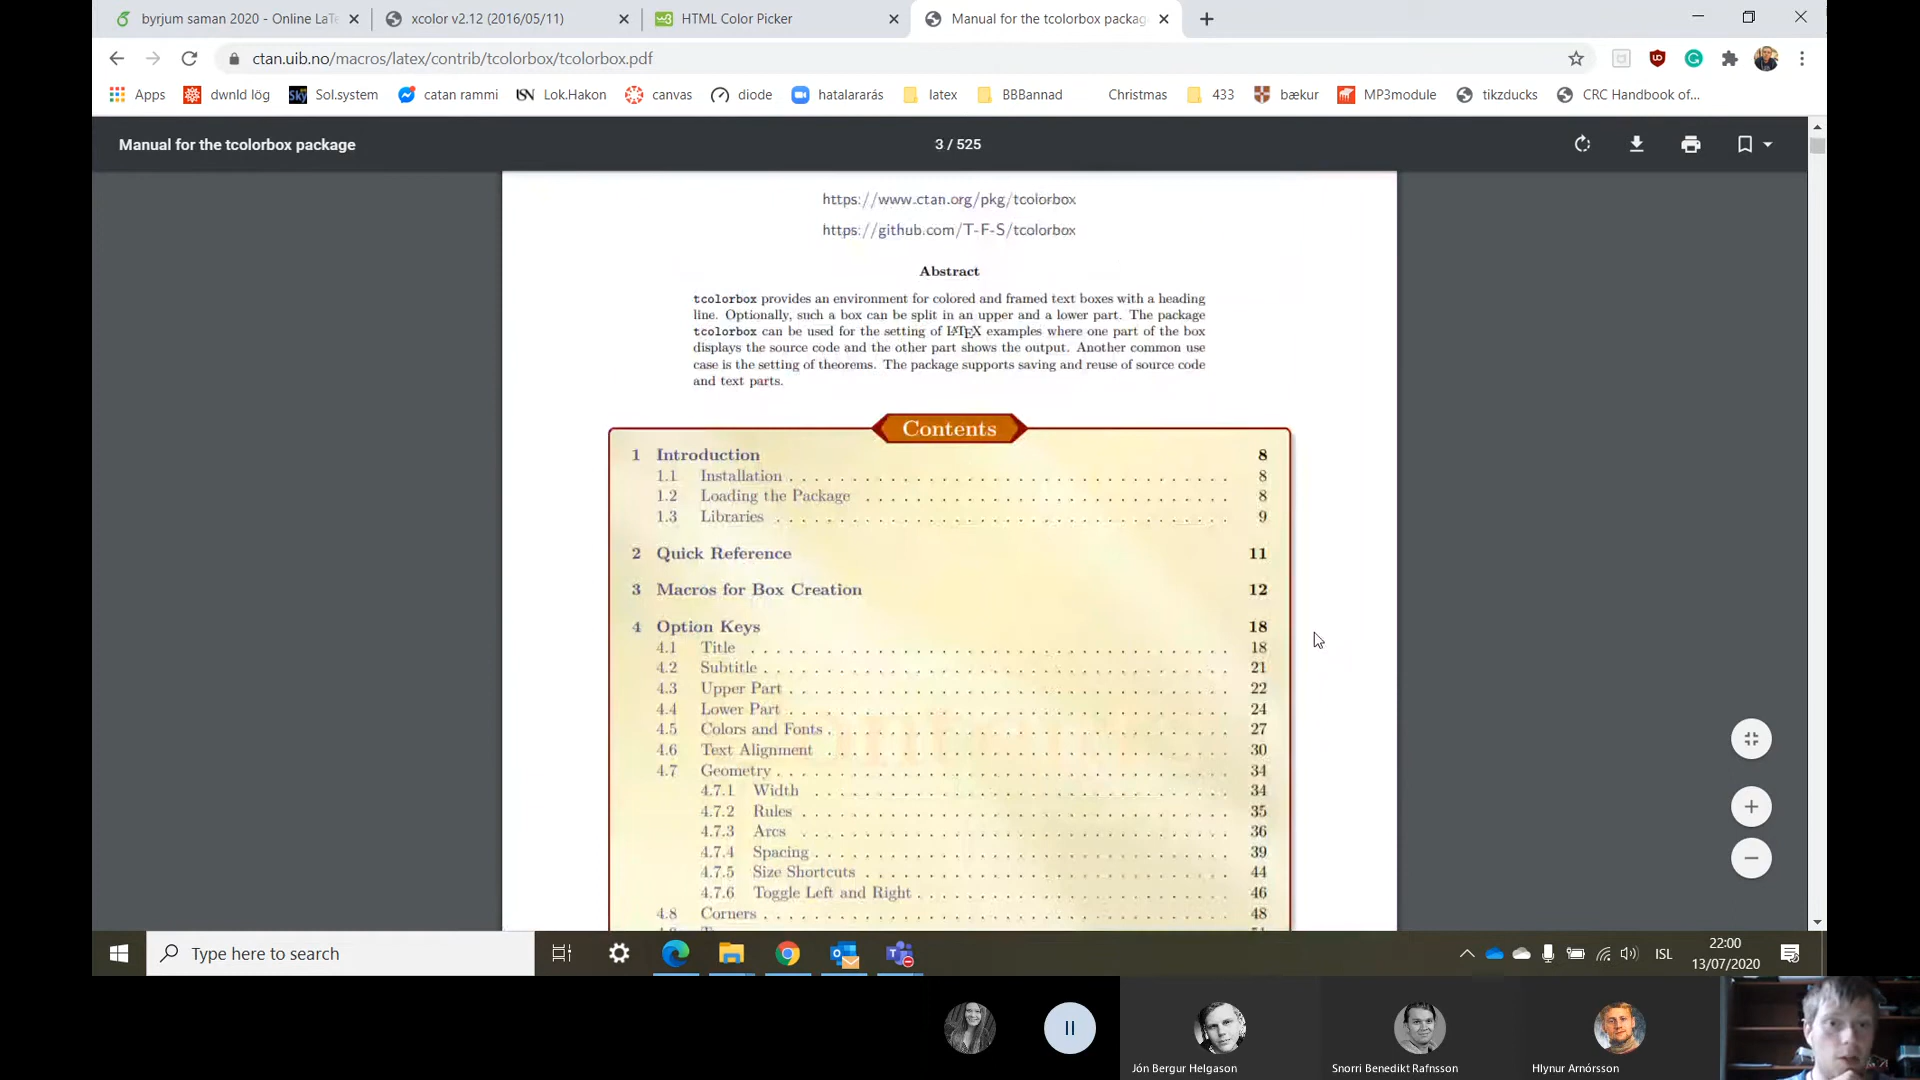 byrjum saman 2020 - Online LaTe
xcolor v2.12 (2016/05/11)
HTML Color Picker
Manual for the tcolorbox packag
ctan.uib.no/macros/latex/contrib/tcolorbox/tcolorbox.pdf
Apps
dwnld lög
Sol.system
catan rammi
Lok.Hakon
canvas
diode
hatalararás
latex
BBBannad
Christmas
433
bækur
MP3module
tikzducks
CRC Handbook of...
Manual for the tcolorbox package
3 / 525
https://www.ctan.org/pkg/tcolorbox
https://github.com/T-F-S/tcolorbox
Abstract
tcolorbox provides an environment for colored and framed text boxes with a heading
line. Optionally, such a box can be split in an upper and a lower part. The package
tcolorbox can be used for the setting of LATEX examples where one part of the box
displays the source code and the other part shows the output. Another common use
case is the setting of theorems. The package supports saving and reuse of source code
and text parts.
Contents
1 Introduction 8
1.1 Installation . . . . . . . . . . . . . . . . . . . . . . . . . . . . 8
1.2 Loading the Package . . . . . . . . . . . . . . . . . . . . . . . . 8
1.3 Libraries . . . . . . . . . . . . . . . . . . . . . . . . . . . . . 9
2 Quick Reference 11
3 Macros for Box Creation 12
4 Option Keys 18
4.1 Title . . . . . . . . . . . . . . . . . . . . . . . . . . . . . . 18
4.2 Subtitle . . . . . . . . . . . . . . . . . . . . . . . . . . . . . 21
4.3 Upper Part . . . . . . . . . . . . . . . . . . . . . . . . . . . . 22
4.4 Lower Part . . . . . . . . . . . . . . . . . . . . . . . . . . . . 24
4.5 Colors and Fonts . . . . . . . . . . . . . . . . . . . . . . . . . . 27
4.6 Text Alignment . . . . . . . . . . . . . . . . . . . . . . . . . . 30
4.7 Geometry . . . . . . . . . . . . . . . . . . . . . . . . . . . . . 34
4.7.1 Width . . . . . . . . . . . . . . . . . . . . . . . . . . . 34
4.7.2 Rules . . . . . . . . . . . . . . . . . . . . . . . . . . . 35
4.7.3 Arcs . . . . . . . . . . . . . . . . . . . . . . . . . . . 36
4.7.4 Spacing . . . . . . . . . . . . . . . . . . . . . . . . . . 39
4.7.5 Size Shortcuts . . . . . . . . . . . . . . . . . . . . . . . 44
4.7.6 Toggle Left and Right . . . . . . . . . . . . . . . . . . . . 46
4.8 Corners . . . . . . . . . . . . . . . . . . . . . . . . . . . . . 48
Type here to search
ISL
22:00
13/07/2020
Jón Bergur Helgason
Snorri Benedikt Rafnsson
Hlynur Arnórsson